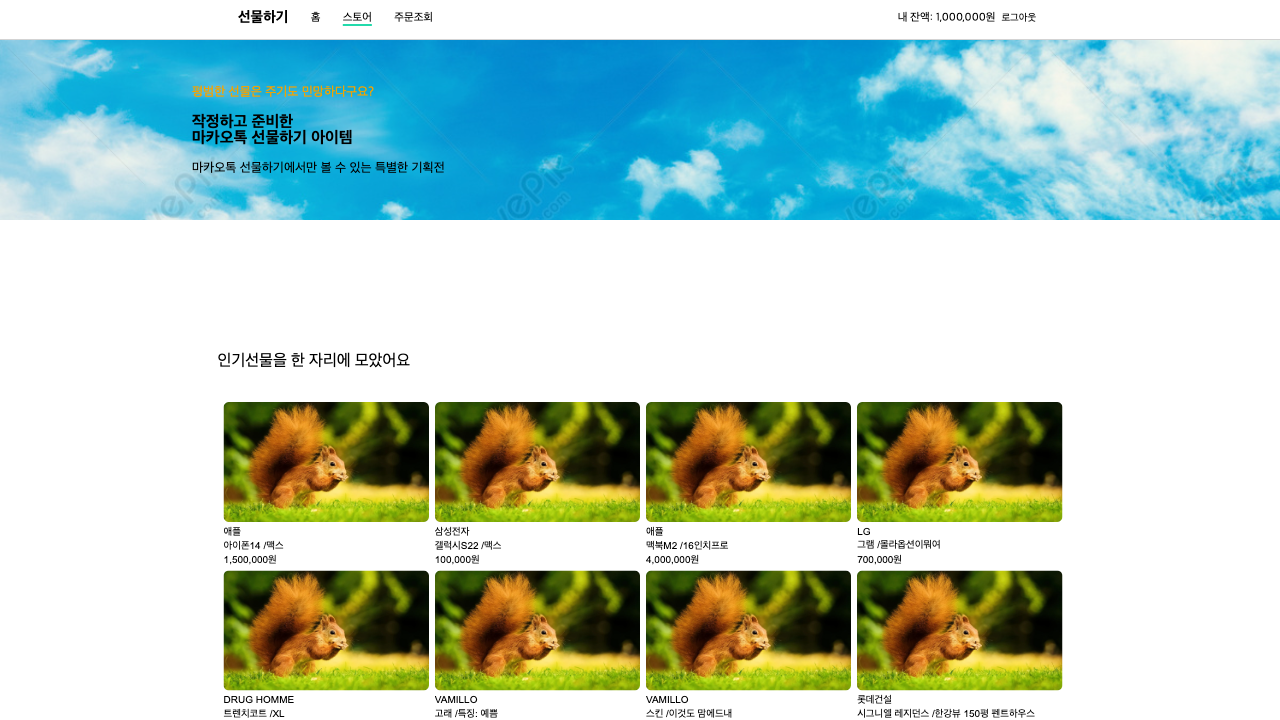 선물하기 홈 스토어 주문조회 내 잔액: 1,000,000원 로그아웃
평범한 선물은 주기도 민망하다구요?
작정하고 준비한
마카오톡 선물하기 아이템
마카오톡 선물하기에서만 볼 수 있는 특별한 기획전
인기선물을 한 자리에 모았어요
애플
아이폰14 /맥스
1,500,000원
삼성전자
갤럭시S22 /맥스
100,000원
애플
맥북M2 /16인치프로
4,000,000원
LG
그램 /몰라옵션이뭐여
700,000원
DRUG HOMME
트렌치코트 /XL
VAMILLO
고래 /특징: 예쁨
VAMILLO
스킨 /이것도 맘에드내
롯데건설
시그니엘 레지던스 /한강뷰 150평 펜트하우스